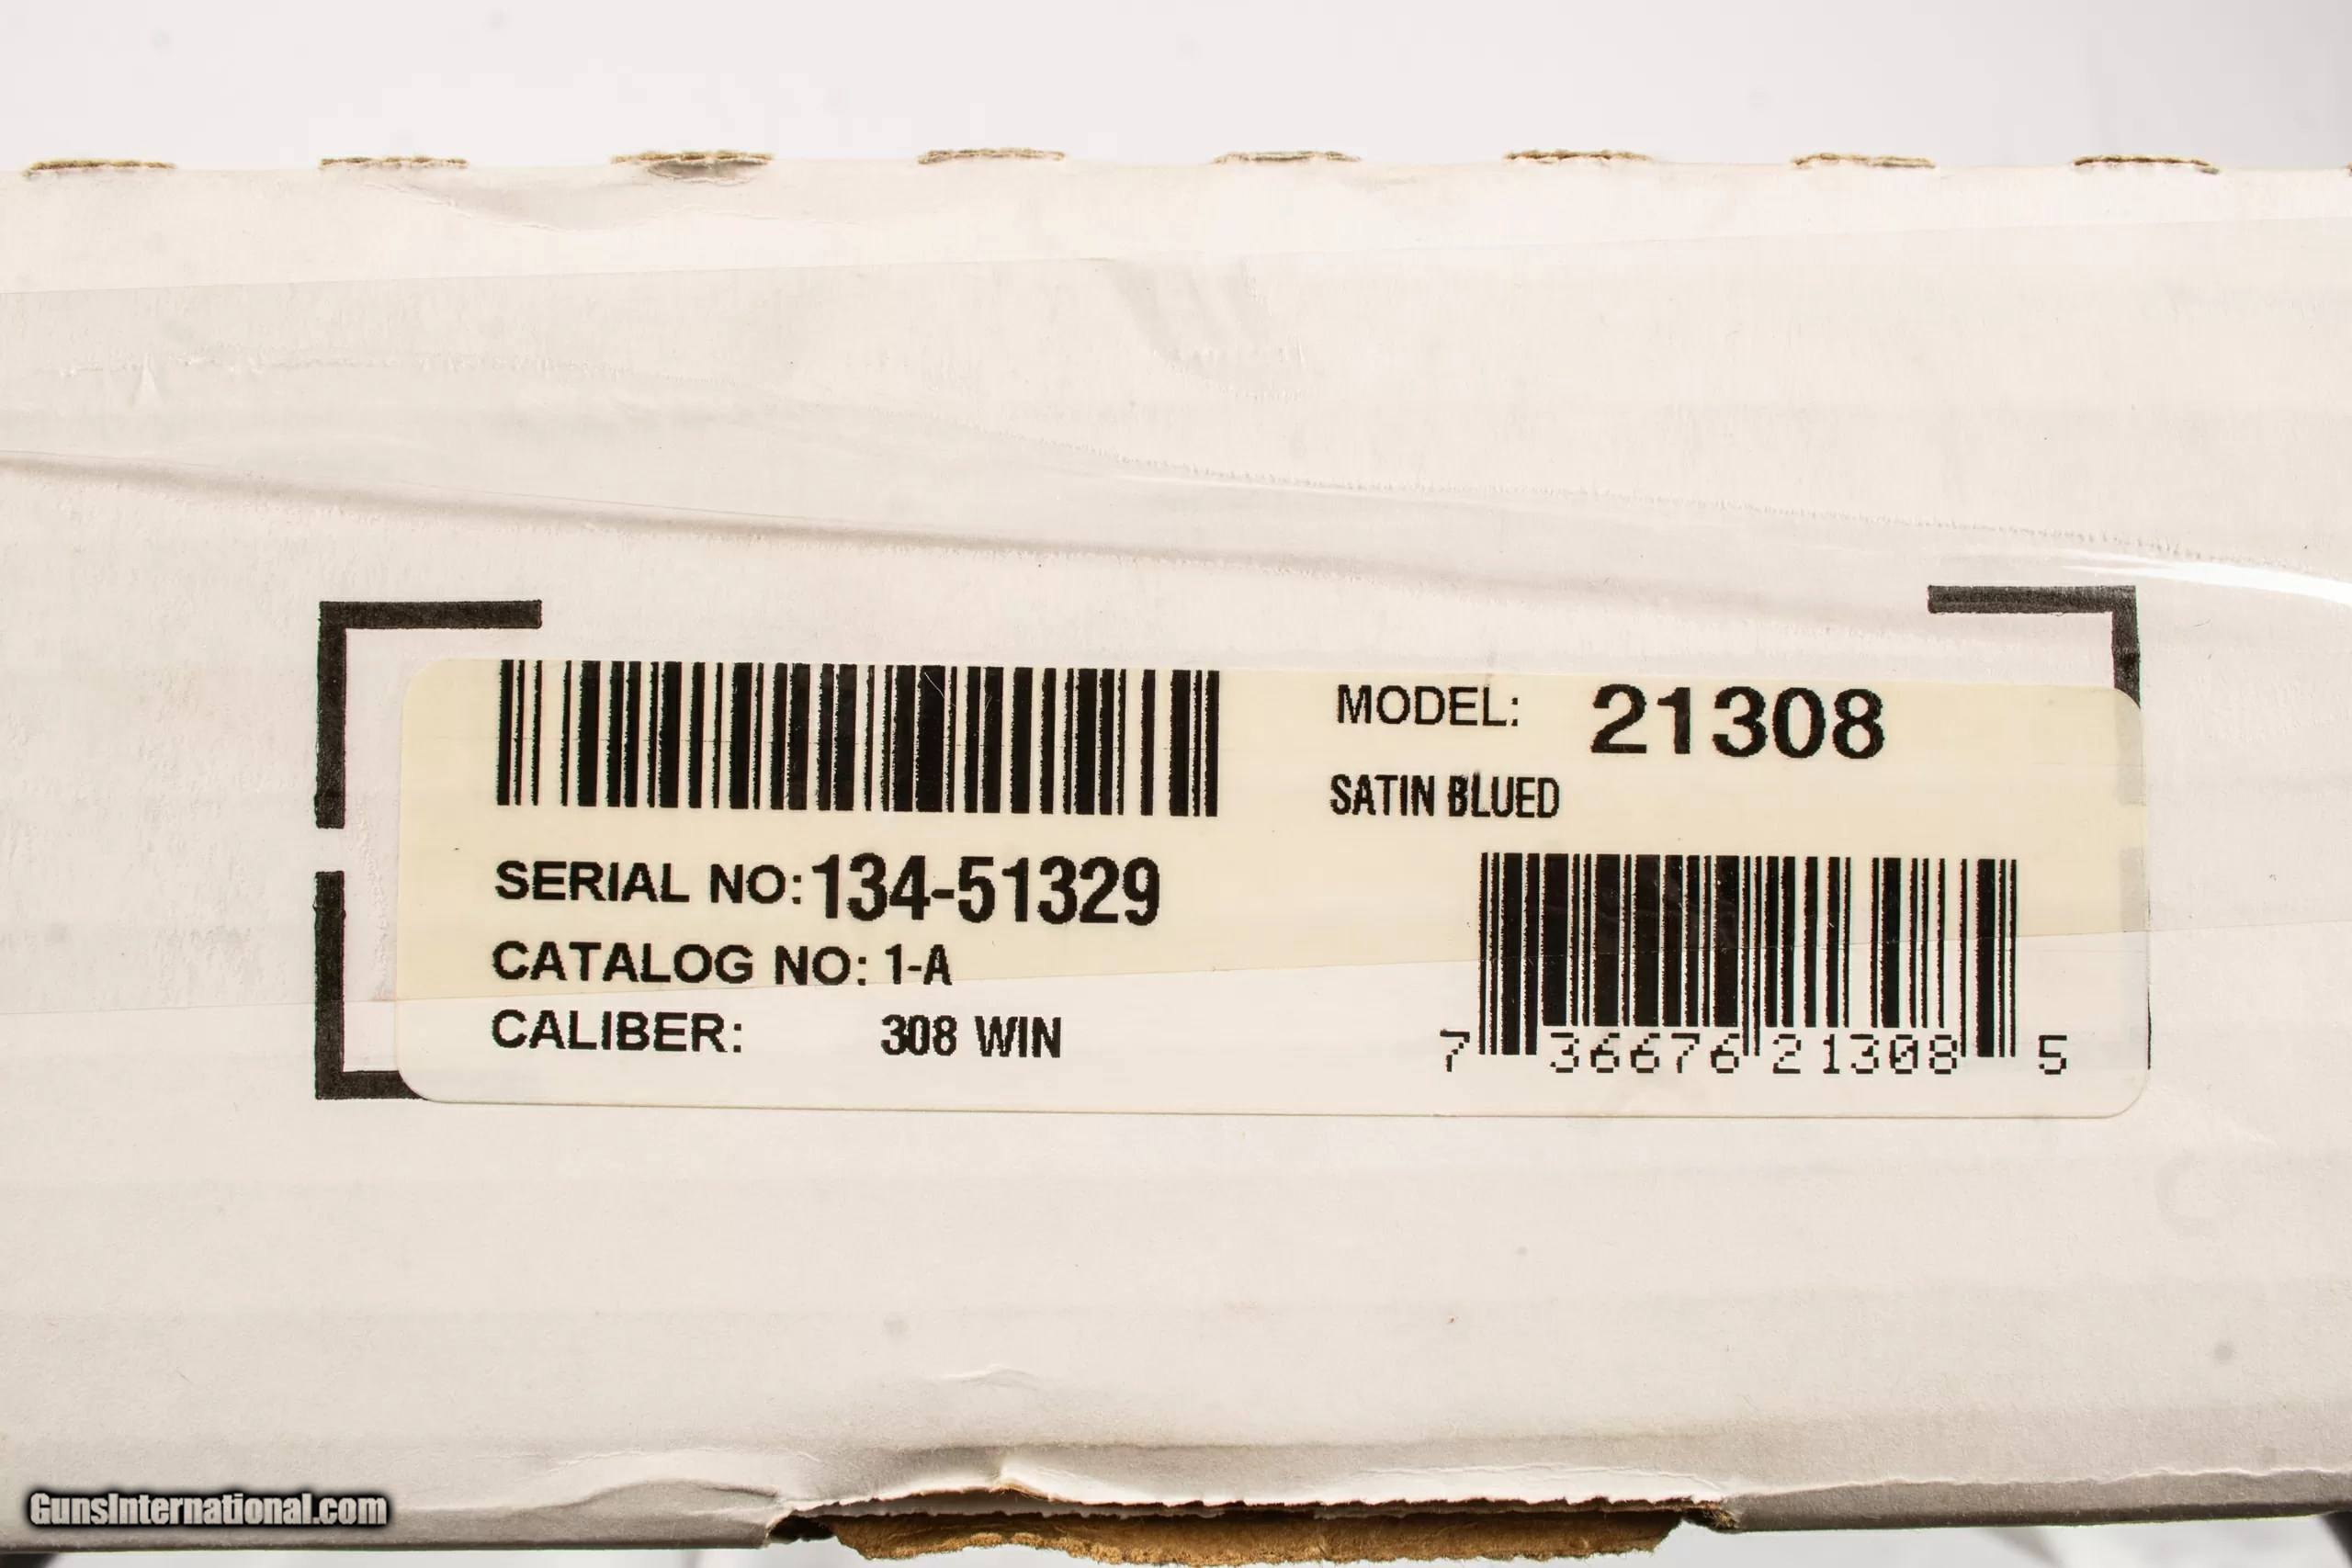 MODEL: 21308
SATIN BLUED
SERIAL NO: 134-51329
CATALOG NO: 1-A
CALIBER: 308 WIN
7 36676 21308 5
GunsInternational.com